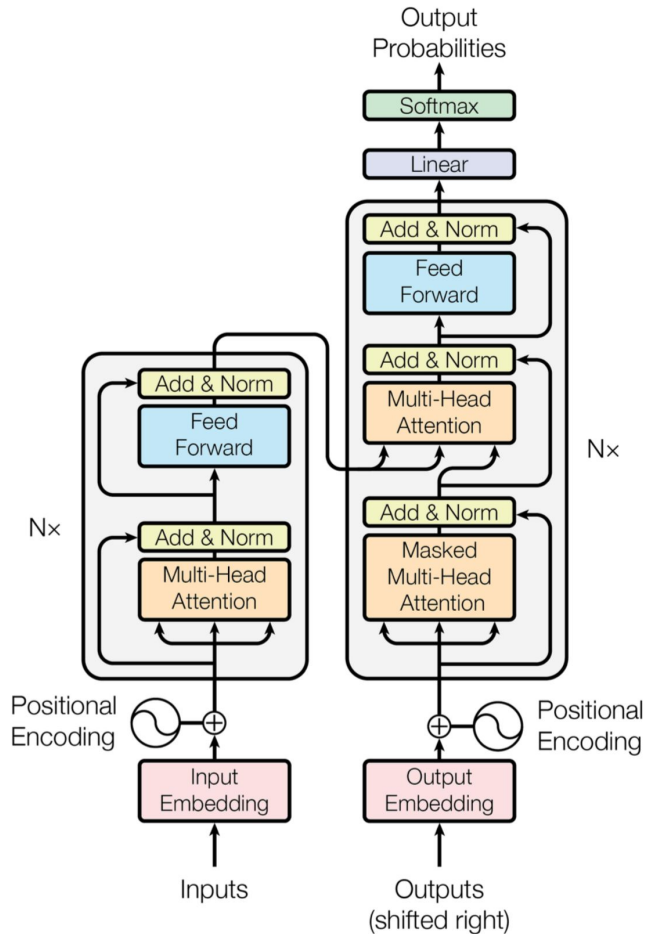 Output
Probabilities
Softmax
Linear
Add & Norm
Feed
Forward
Add & Norm
Multi-Head
Attention
Add & Norm
Masked
Multi-Head
Attention
N×
Add & Norm
Feed
Forward
Add & Norm
Multi-Head
Attention
N×
Positional
Encoding
Positional
Encoding
Input
Embedding
Output
Embedding
Inputs
Outputs
(shifted right)